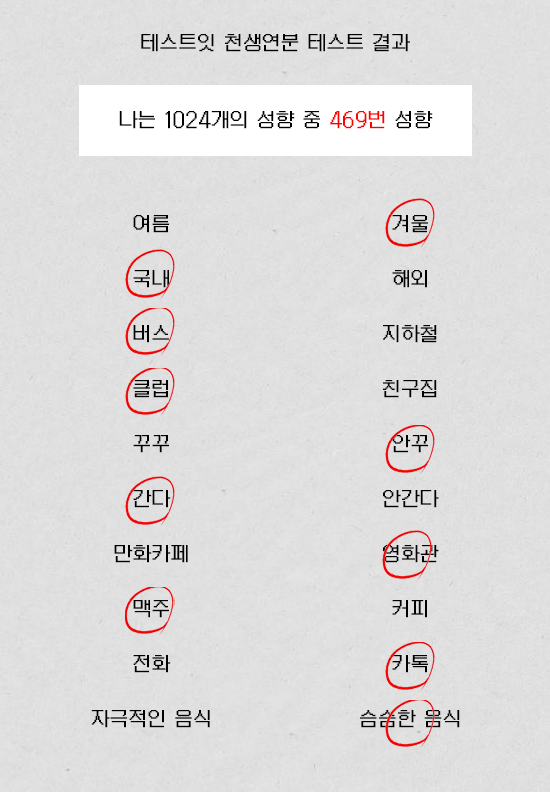 테스트잇 천생연분 테스트 결과
나는 1024개의 성향 중 469번 성향
여름 겨울
국내 해외
버스 지하철
클럽 친구집
꾸꾸 안꾸
간다 안간다
만화카페 영화관
맥주 커피
전화 카톡
자극적인 음식 슴슴한 음식